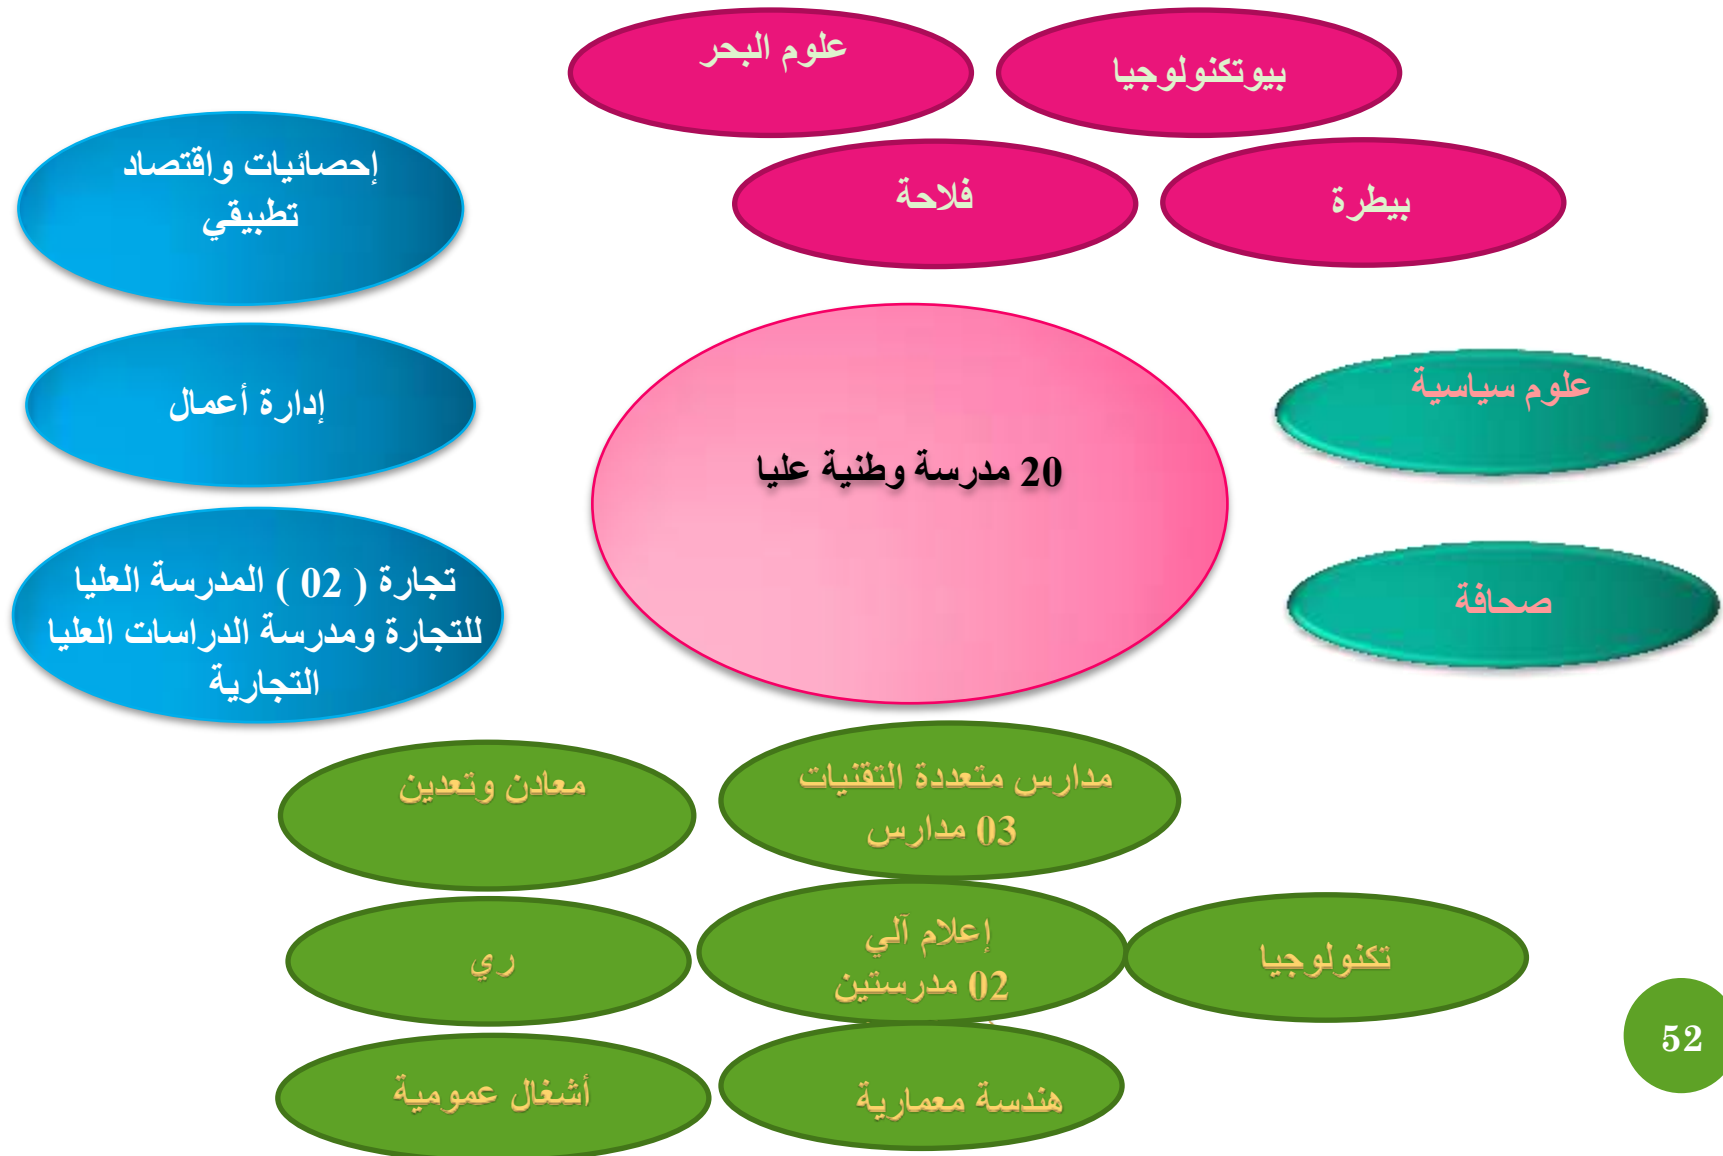 علوم البحر
بيوتكنولوجيا
فلاحة
بيطرة
إحصائيات واقتصاد
تطبيقي
إدارة أعمال
تجارة ( 02 ) المدرسة العليا
للتجارة ومدرسة الدراسات العليا
التجارية
20 مدرسة وطنية عليا
علوم سياسية
صحافة
معادن وتعدين
مدارس متعددة التقنيات
03 مدارس
ري
إعلام آلي
02 مدرستين
تكنولوجيا
أشغال عمومية
هندسة معمارية
52